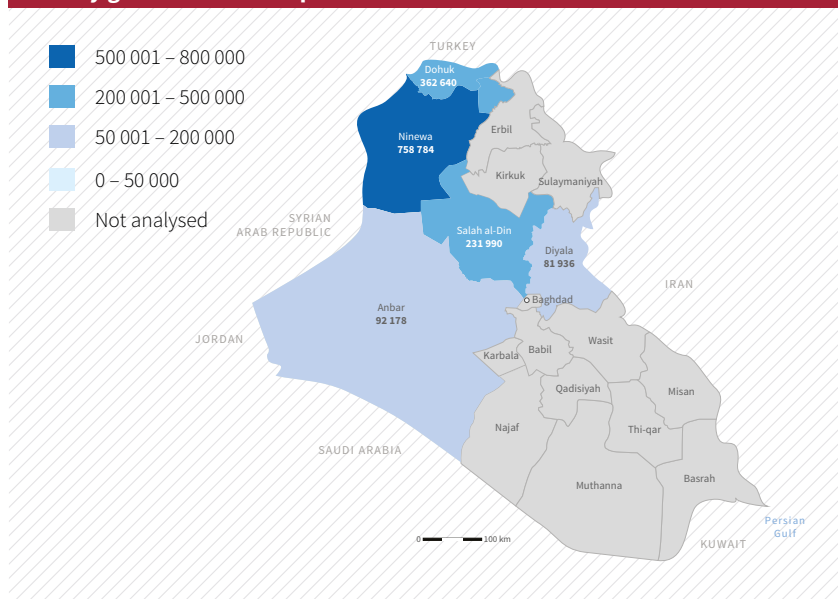 500 001 – 800 000
200 001 – 500 000
50 001 – 200 000
0 – 50 000
Not analysed
TURKEY
Dohuk
362 640
Ninewa
758 784
Erbil
Kirkuk
Sulaymaniyah
SYRIAN
ARAB REPUBLIC
Salah al-Din
231 990
Diyala
81 936
IRAN
Baghdad
Anbar
92 178
JORDAN
Karbala
Babil
Wasit
Qadisiyah
Misan
Najaf
Thi-qar
SAUDI ARABIA
Muthanna
Basrah
Persian
Gulf
KUWAIT
0 100 km